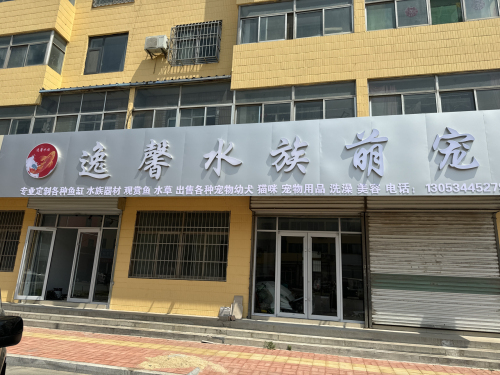 逸馨水族萌宠
专业定制各种鱼缸 水族器材 观赏鱼 水草 出售各种宠物幼犬 猫咪 宠物用品 洗澡 美容 电话：1305344527